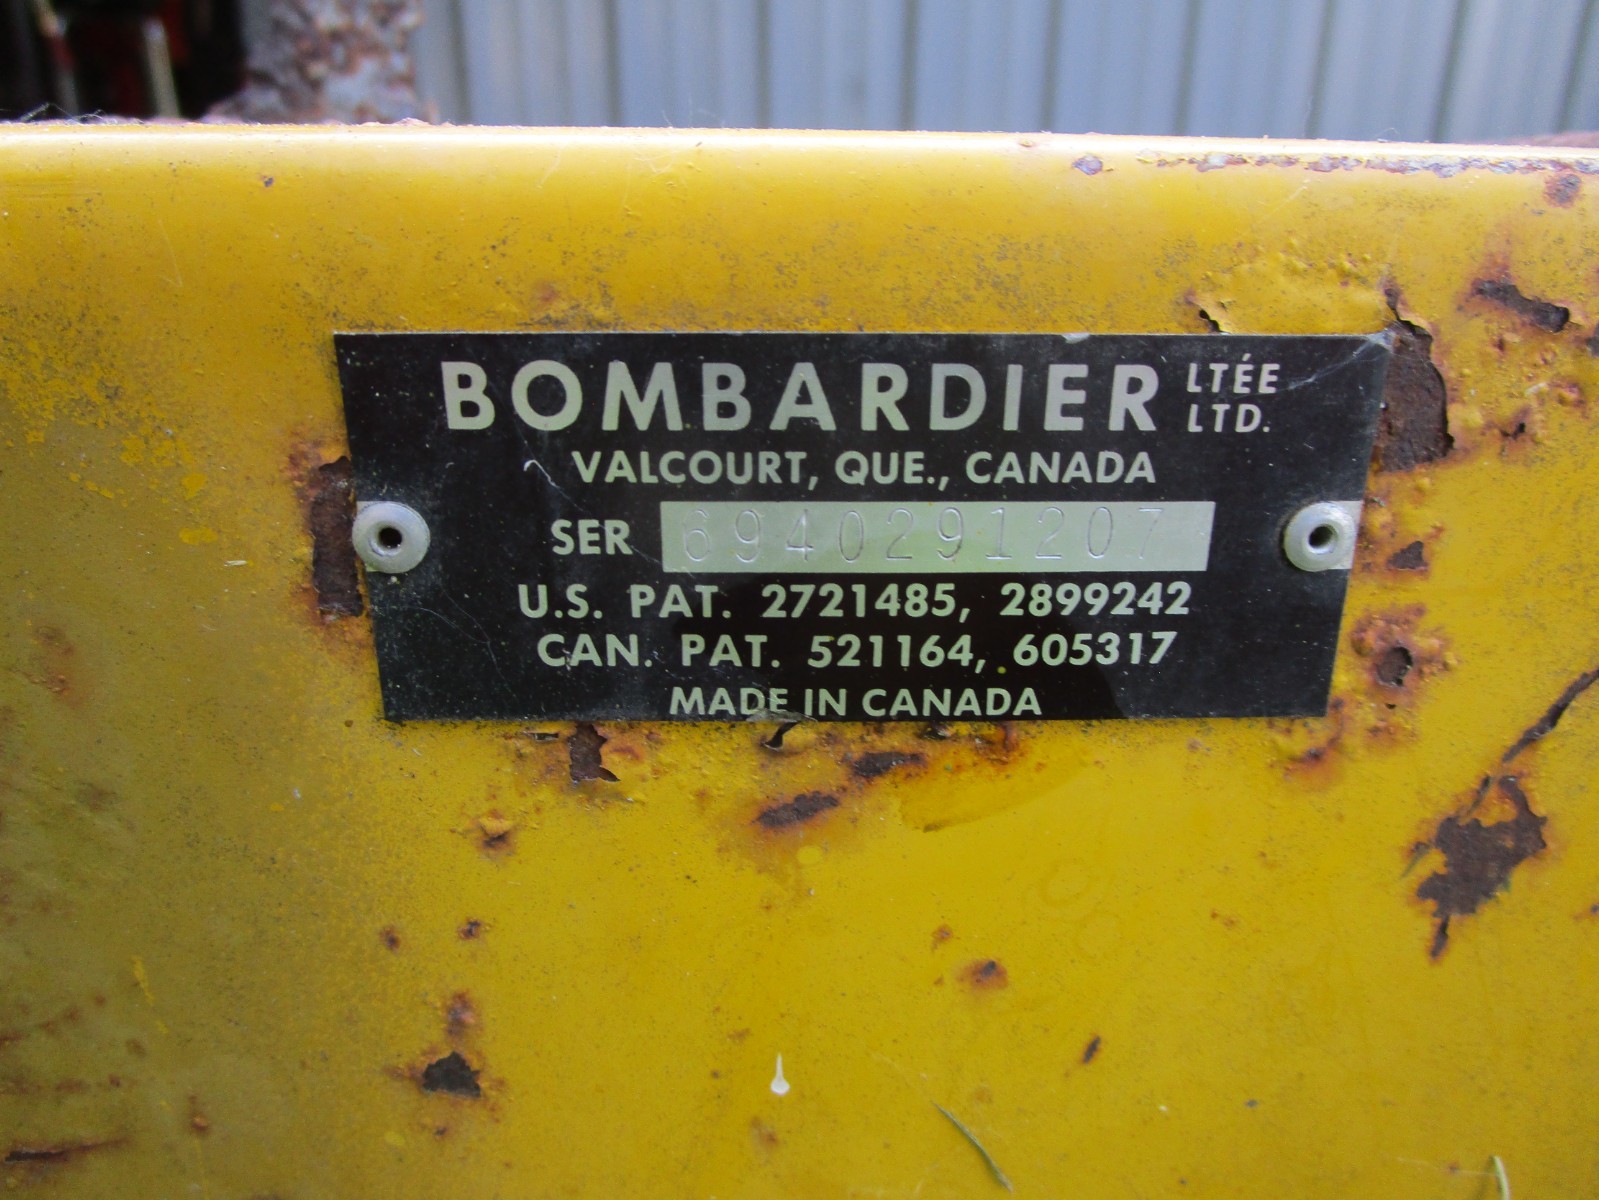 BOMBARDIER LTÉE LTD.
VALCOURT, QUE., CANADA
SER 6940291207
U.S. PAT. 2721485, 2899242
CAN. PAT. 521164, 605317
MADE IN CANADA